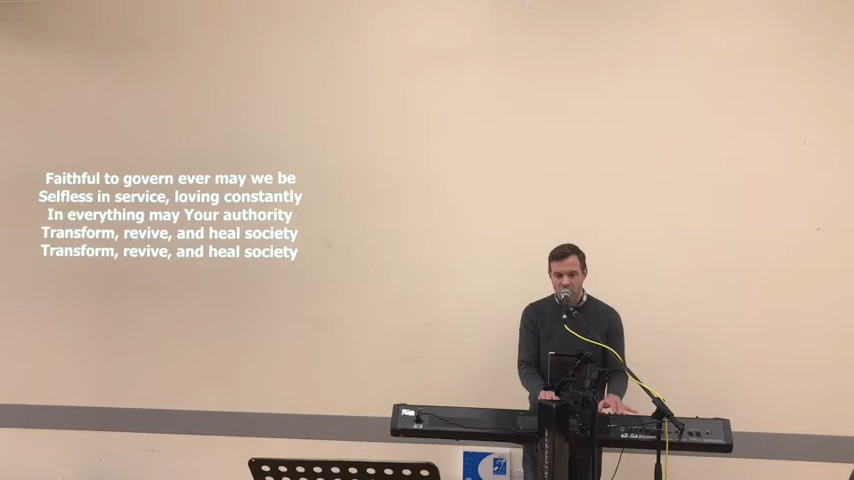 Faithful to govern ever may we be
Selfless in service, loving constantly
In everything may Your authority
Transform, revive, and heal society
Transform, revive, and heal society